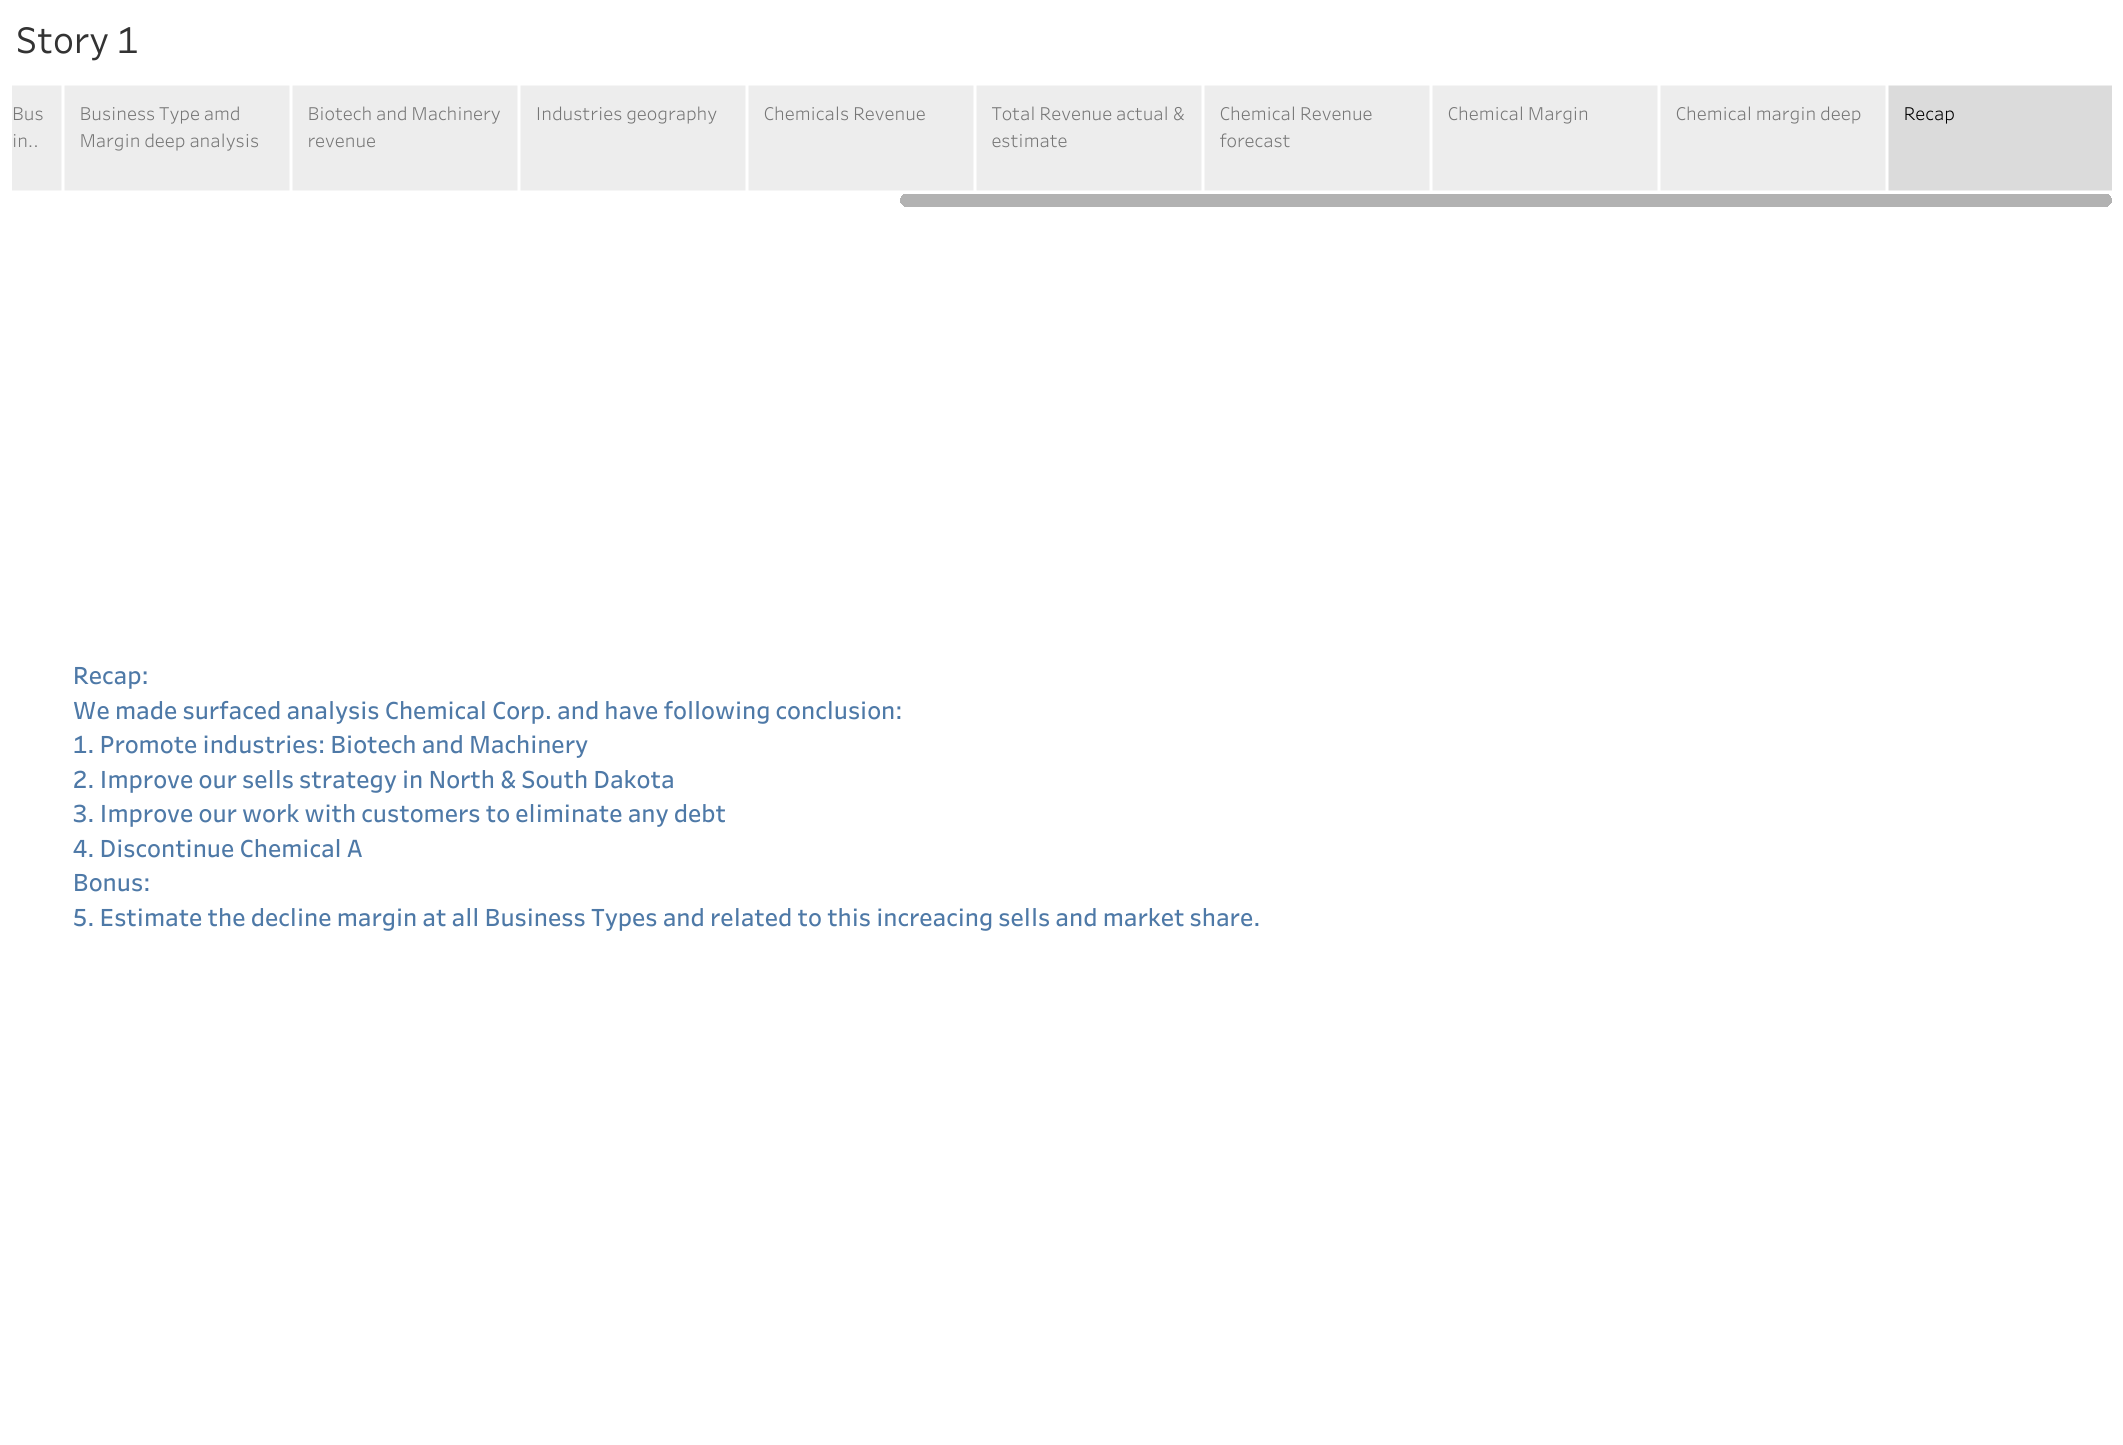 Story 1
Bus
in..
Business Type amd
Margin deep analysis
Biotech and Machinery
revenue
Industries geography
Chemicals Revenue
Total Revenue actual &
estimate
Chemical Revenue
forecast
Chemical Margin
Chemical margin deep
Recap
Recap:
We made surfaced analysis Chemical Corp. and have following conclusion:
1. Promote industries: Biotech and Machinery
2. Improve our sells strategy in North & South Dakota
3. Improve our work with customers to eliminate any debt
4. Discontinue Chemical A
Bonus:
5. Estimate the decline margin at all Business Types and related to this increacing sells and market share.